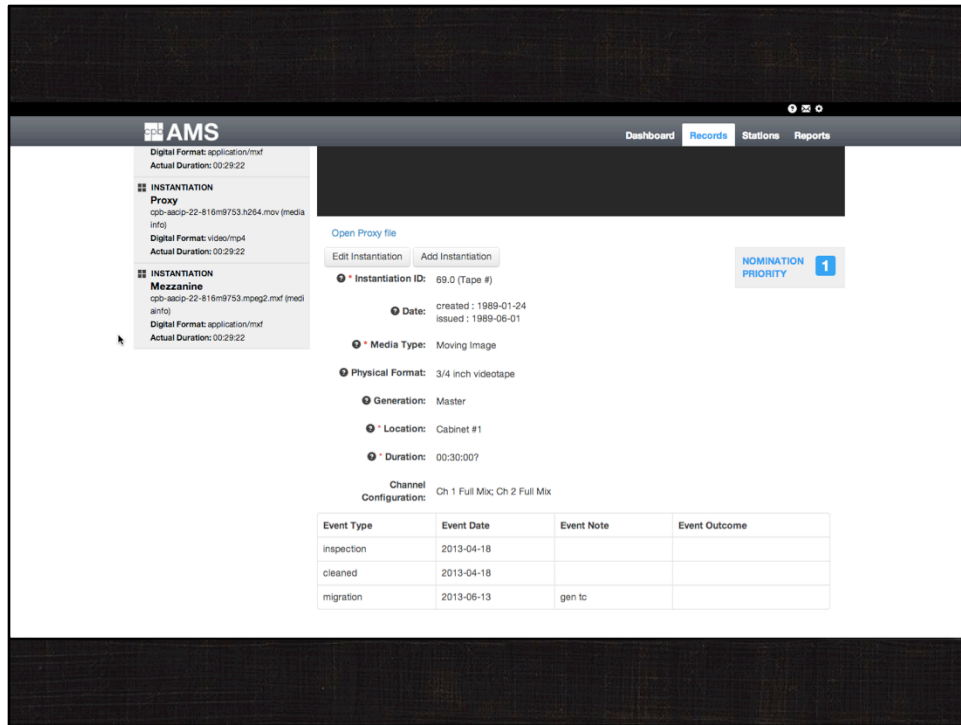 cpb AMS
Dashboard Records Stations Reports
Digital Format: application/mxf
Actual Duration: 00:29:22
INSTANTIATION
Proxy
cpb-aacip-22-816m9753.h264.mov (media
info)
Digital Format: video/mp4
Actual Duration: 00:29:22
INSTANTIATION
Mezzanine
cpb-aacip-22-816m9753.mpeg2.mxf (medi
ainfo)
Digital Format: application/mxf
Actual Duration: 00:29:22
Open Proxy file
Edit Instantiation Add Instantiation
NOMINATION
PRIORITY 1
? * Instantiation ID: 69.0 (Tape #)
? Date: created : 1989-01-24
issued : 1989-06-01
? * Media Type: Moving Image
? Physical Format: 3/4 inch videotape
? Generation: Master
? * Location: Cabinet #1
? * Duration: 00:30:00?
Channel
Configuration: Ch 1 Full Mix; Ch 2 Full Mix
Event Type Event Date Event Note Event Outcome
inspection 2013-04-18
cleaned 2013-04-18
migration 2013-06-13 gen tc